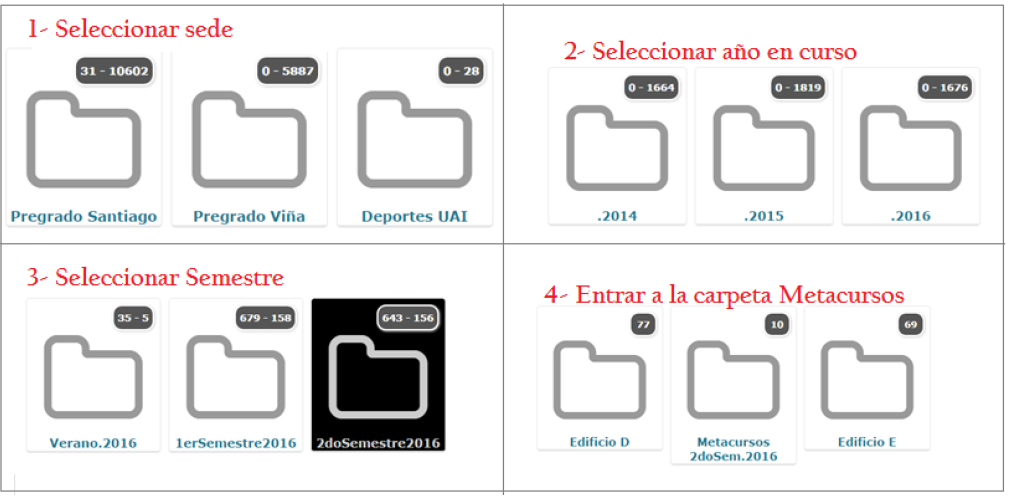 1- Seleccionar sede
31 - 10602
0 - 5887
0 - 28
Pregrado Santiago
Pregrado Viña
Deportes UAI
2- Seleccionar año en curso
0 - 1664
0 - 1819
0 - 1676
.2014
.2015
.2016
3- Seleccionar Semestre
35 - 5
679 - 158
643 - 156
Verano.2016
1erSemestre2016
2doSemestre2016
4- Entrar a la carpeta Metacursos
77
10
69
Edificio D
Metacursos
2doSem.2016
Edificio E